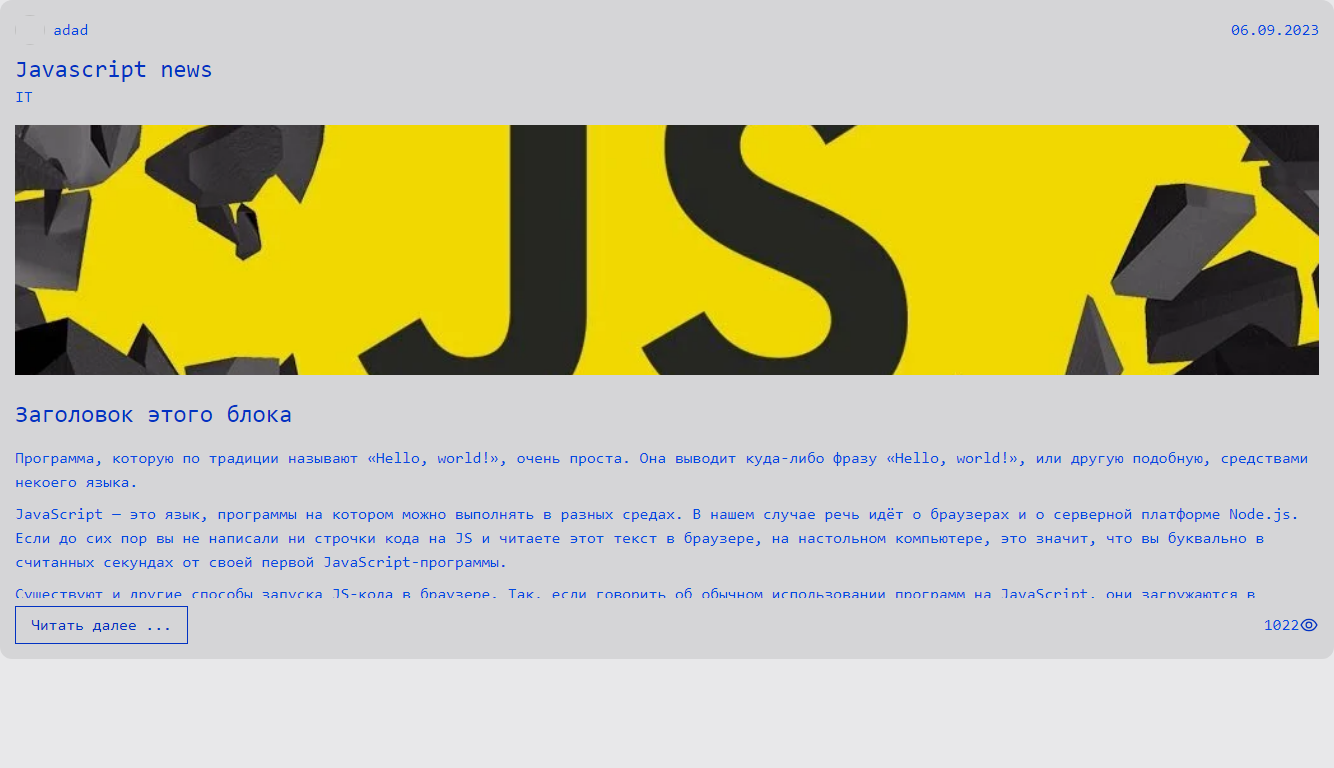 adad
06.09.2023
Javascript news
IT
JS
Заголовок этого блока
Программа, которую по традиции называют «Hello, world!», очень проста. Она выводит куда-либо фразу «Hello, world!», или другую подобную, средствами
некоего языка.
JavaScript — это язык, программы на котором можно выполнять в разных средах. В нашем случае речь идёт о браузерах и о серверной платформе Node.js.
Если до сих пор вы не написали ни строчки кода на JS и читаете этот текст в браузере, на настольном компьютере, это значит, что вы буквально в
считанных секундах от своей первой JavaScript-программы.
Существуют и другие способы запуска JS-кода в браузере. Так, если говорить об обычном использовании программ на JavaScript, они загружаются в
Читать далее ...
1022